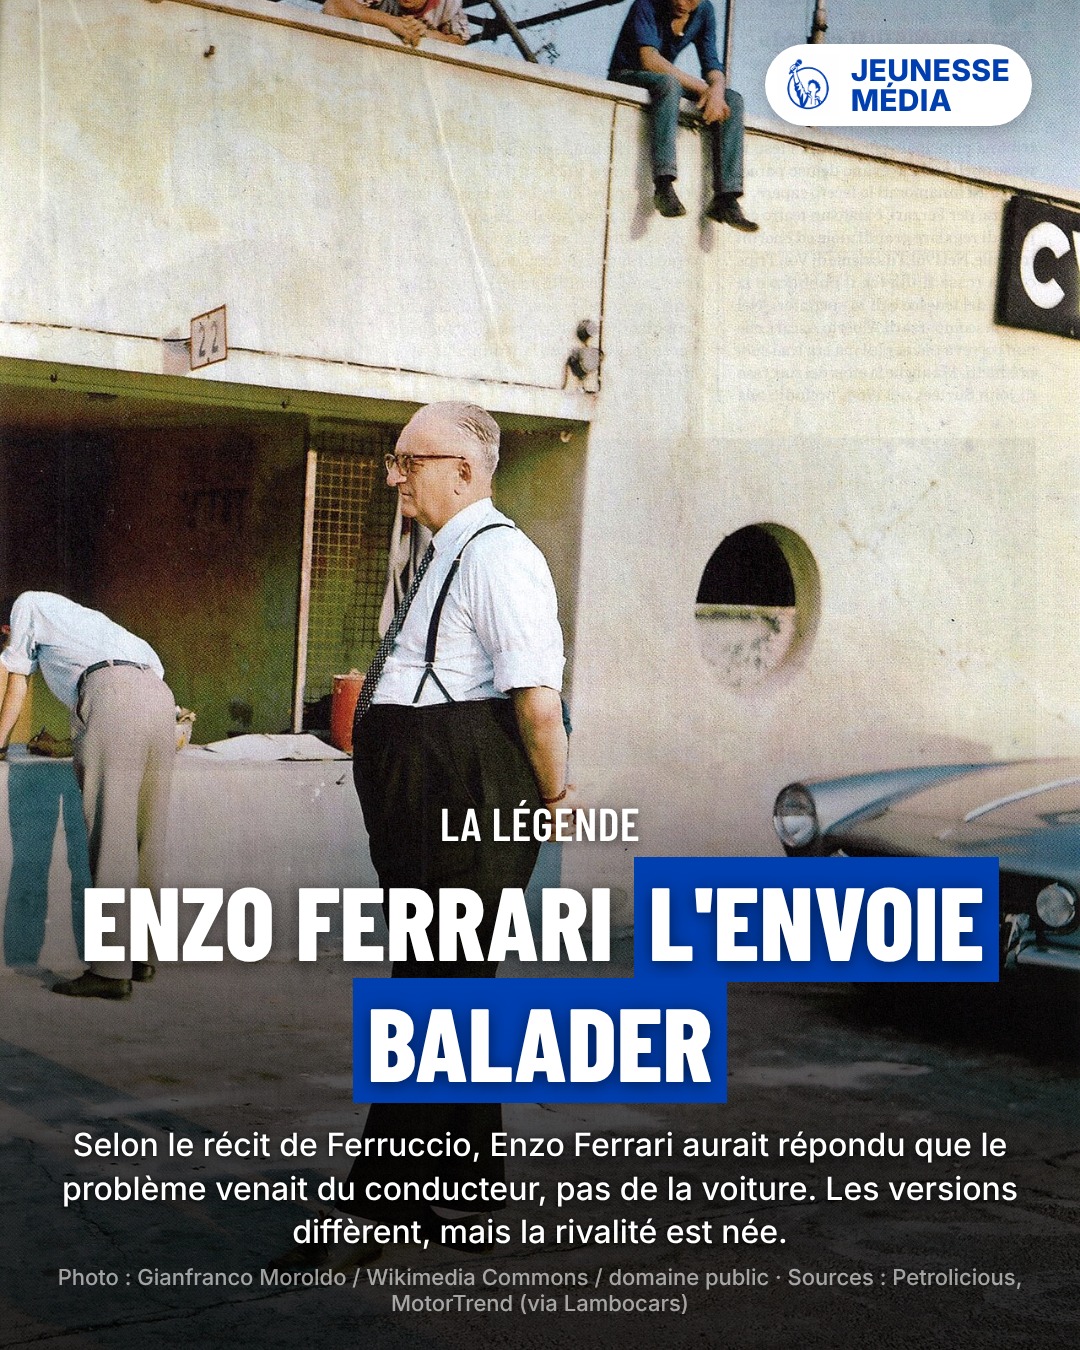 JEUNESSE
MÉDIA
C
22
LA LÉGENDE
ENZO FERRARI L'ENVOIE
BALADER
Selon le récit de Ferruccio, Enzo Ferrari aurait répondu que le
problème venait du conducteur, pas de la voiture. Les versions
diffèrent, mais la rivalité est née.
Photo : Gianfranco Moroldo / Wikimedia Commons / domaine public · Sources : Petrolicious,
MotorTrend (via Lambocars)